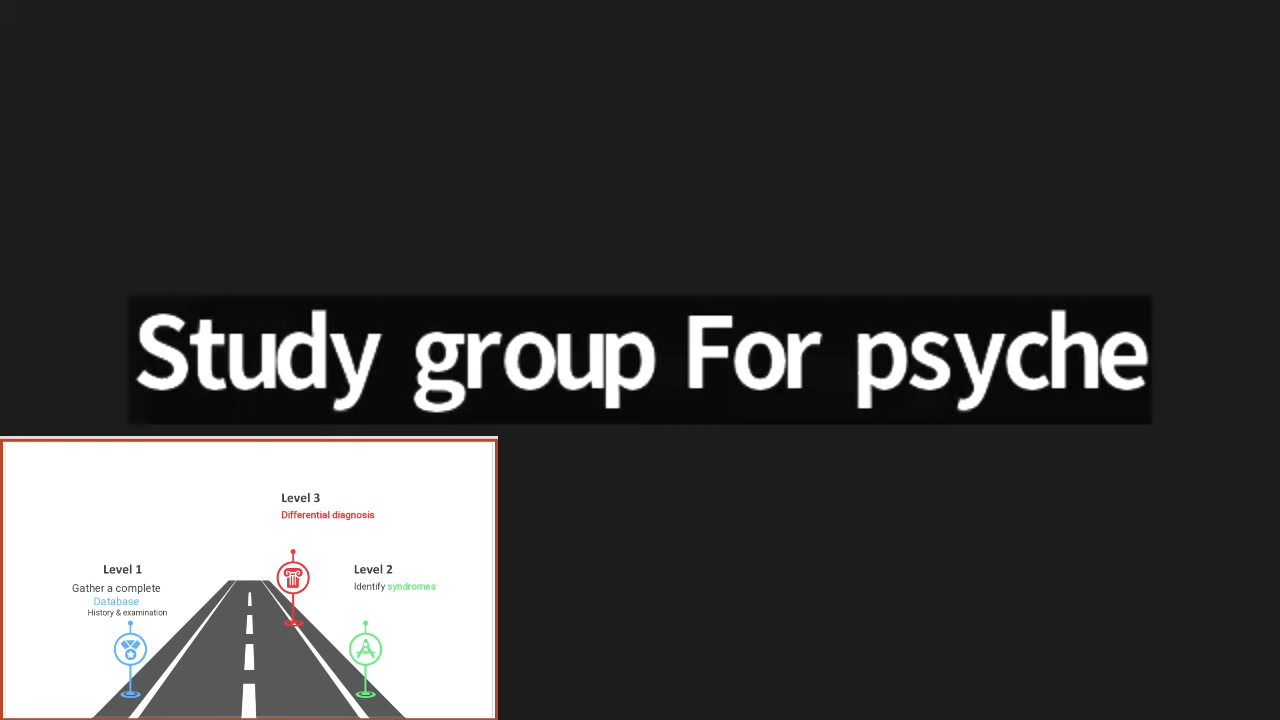 Study group For psyche
Level 3
Differential diagnosis
Level 1
Gather a complete
Database
History & examination
Level 2
Identify syndromes